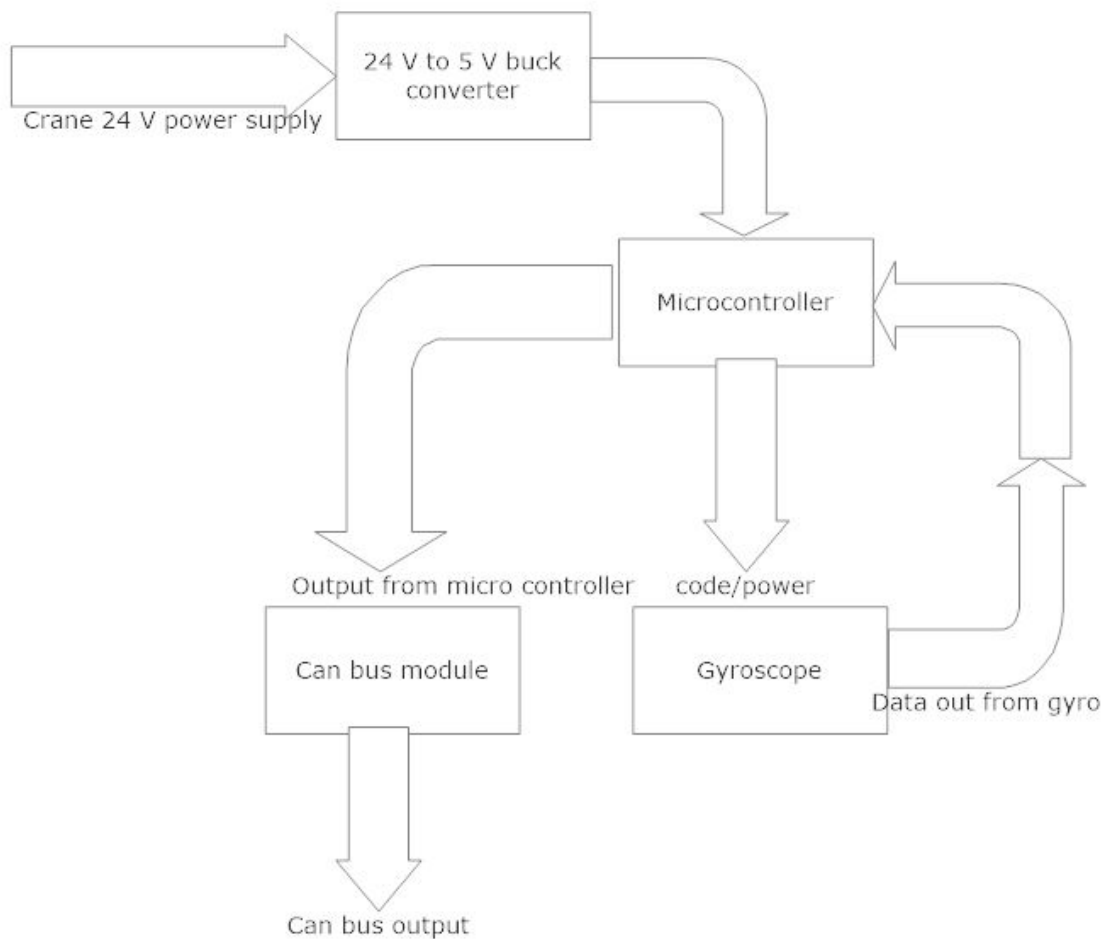 24 V to 5 V buck
converter
Crane 24 V power supply
Microcontroller
Output from micro controller
code/power
Can bus module
Gyroscope
Data out from gyro
Can bus output